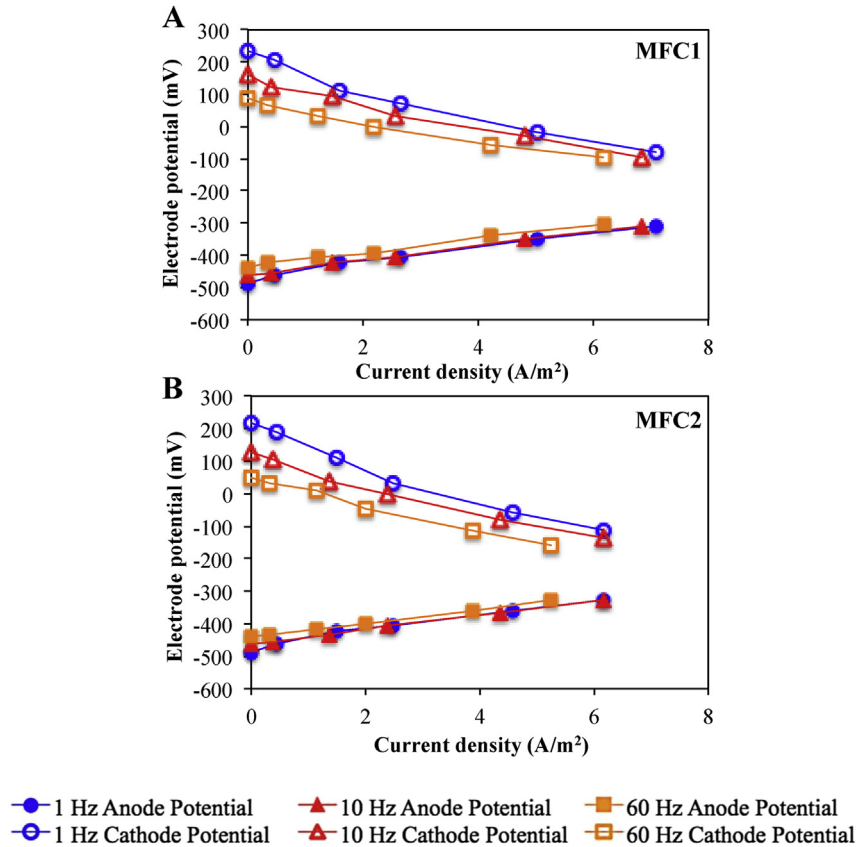 A
MFC1
Electrode potential (mV)
300
200
100
0
-100
-200
-300
-400
-500
-600
0 2 4 6 8
Current density (A/m²)
B
MFC2
Electrode potential (mV)
300
200
100
0
-100
-200
-300
-400
-500
-600
0 2 4 6 8
Current density (A/m²)
1 Hz Anode Potential 10 Hz Anode Potential 60 Hz Anode Potential
1 Hz Cathode Potential 10 Hz Cathode Potential 60 Hz Cathode Potential